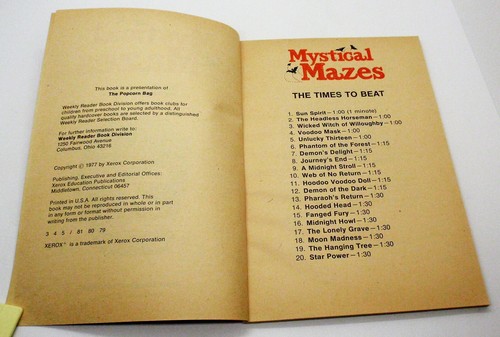 This book is a presentation of
The Popcorn Bag
Weekly Reader Book Division offers book clubs for
children from preschool to young adulthood. All
quality hardcover books are selected by a distinguished
Weekly Reader Selection Board.
For further information write to:
Weekly Reader Book Division
1250 Fairwood Avenue
Columbus, Ohio 43216
Copyright © 1977 by Xerox Corporation
Publishing, Executive and Editorial Offices:
Xerox Education Publications
Middletown, Connecticut 06457
Printed in U.S.A. All rights reserved. This
book may not be reproduced in whole or in part
in any form or format without permission in
writing from the publisher.
3 4 5 / 81 80 79
XEROX® is a trademark of Xerox Corporation
Mystical
Mazes
THE TIMES TO BEAT
1. Sun Spirit—1:00 (1 minute)
2. The Headless Horseman—1:00
3. Wicked Witch of Willoughby—1:00
4. Voodoo Mask—1:00
5. Unlucky Thirteen—1:00
6. Phantom of the Forest—1:15
7. Demon's Delight—1:15
8. Journey's End—1:15
9. A Midnight Stroll—1:15
10. Web of No Return—1:15
11. Hoodoo Voodoo Doll—1:15
12. Demon of the Dark—1:15
13. Pharaoh's Return—1:30
14. Hooded Head—1:30
15. Fanged Fury—1:30
16. Midnight Howl—1:30
17. The Lonely Grave—1:30
18. Moon Madness—1:30
19. The Hanging Tree—1:30
20. Star Power—1:30